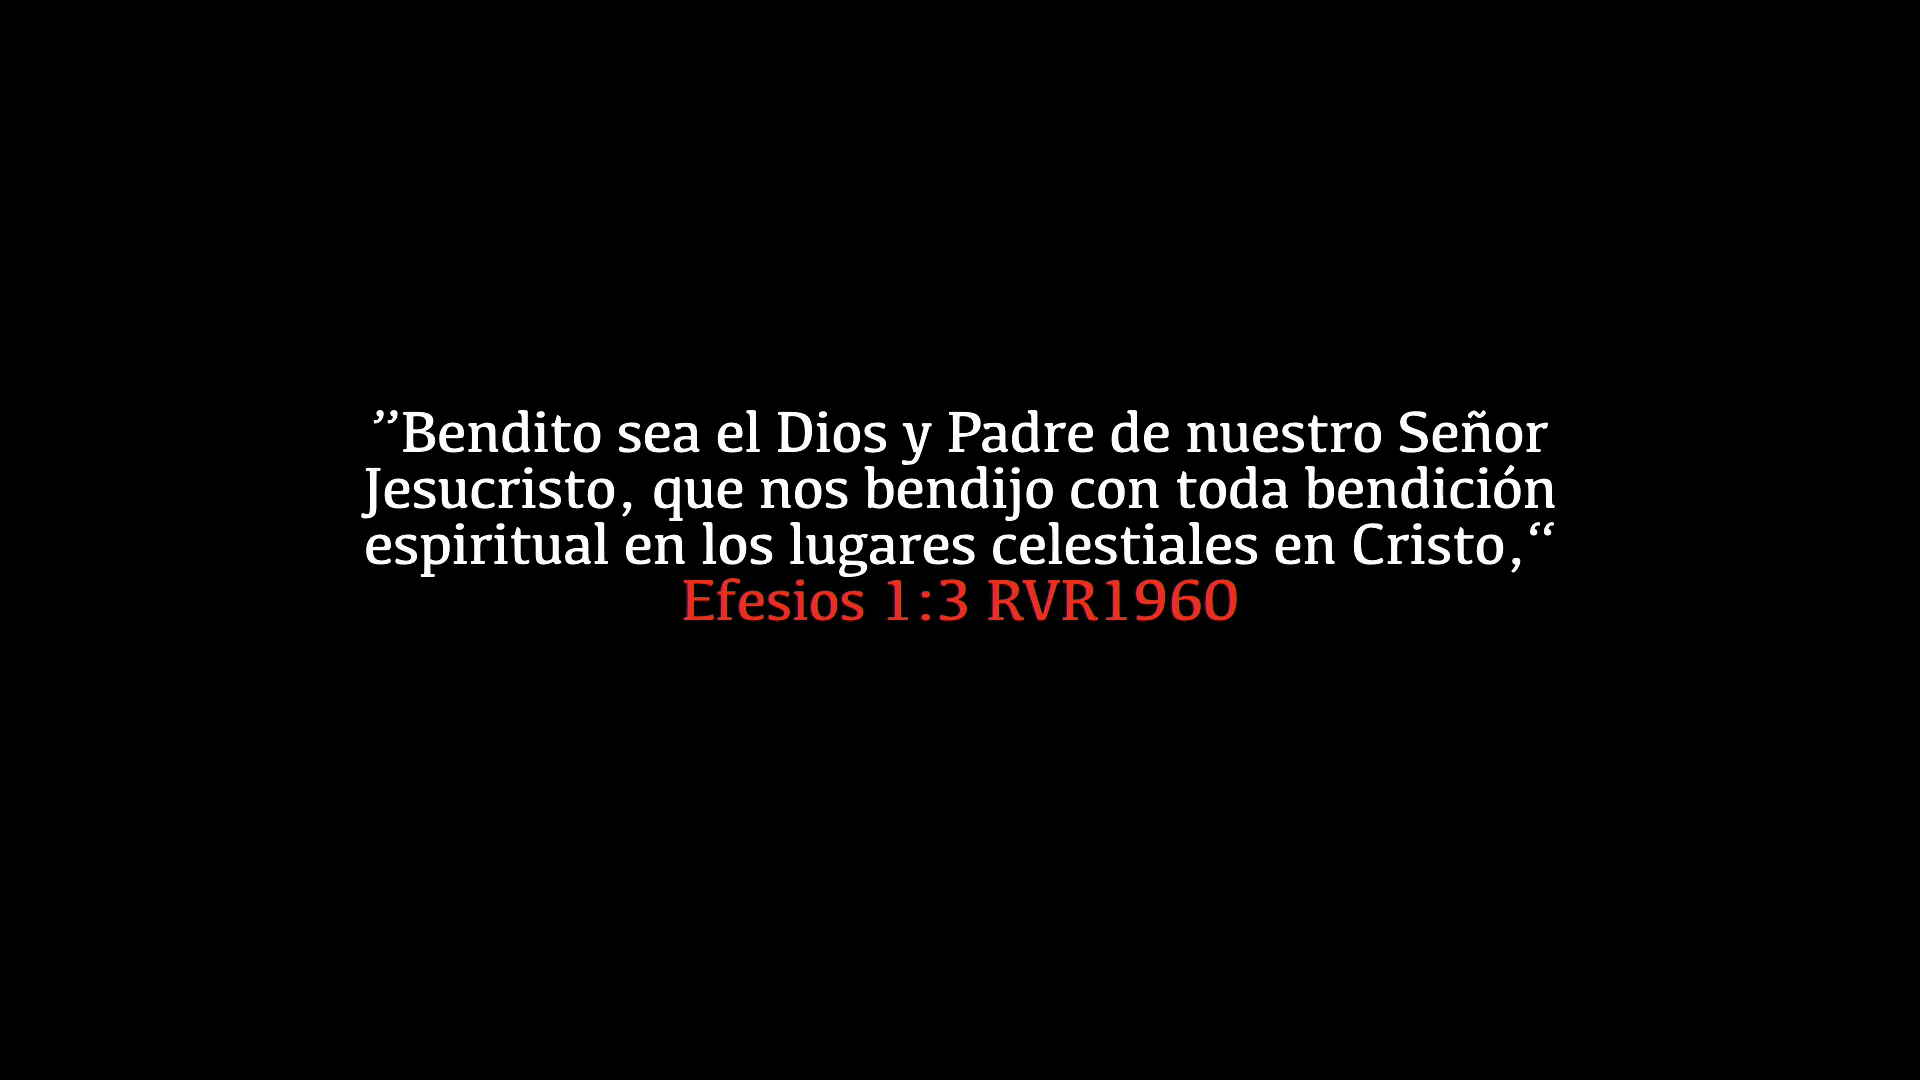 ”Bendito sea el Dios y Padre de nuestro Señor
Jesucristo, que nos bendijo con toda bendición
espiritual en los lugares celestiales en Cristo,“
Efesios 1:3 RVR1960